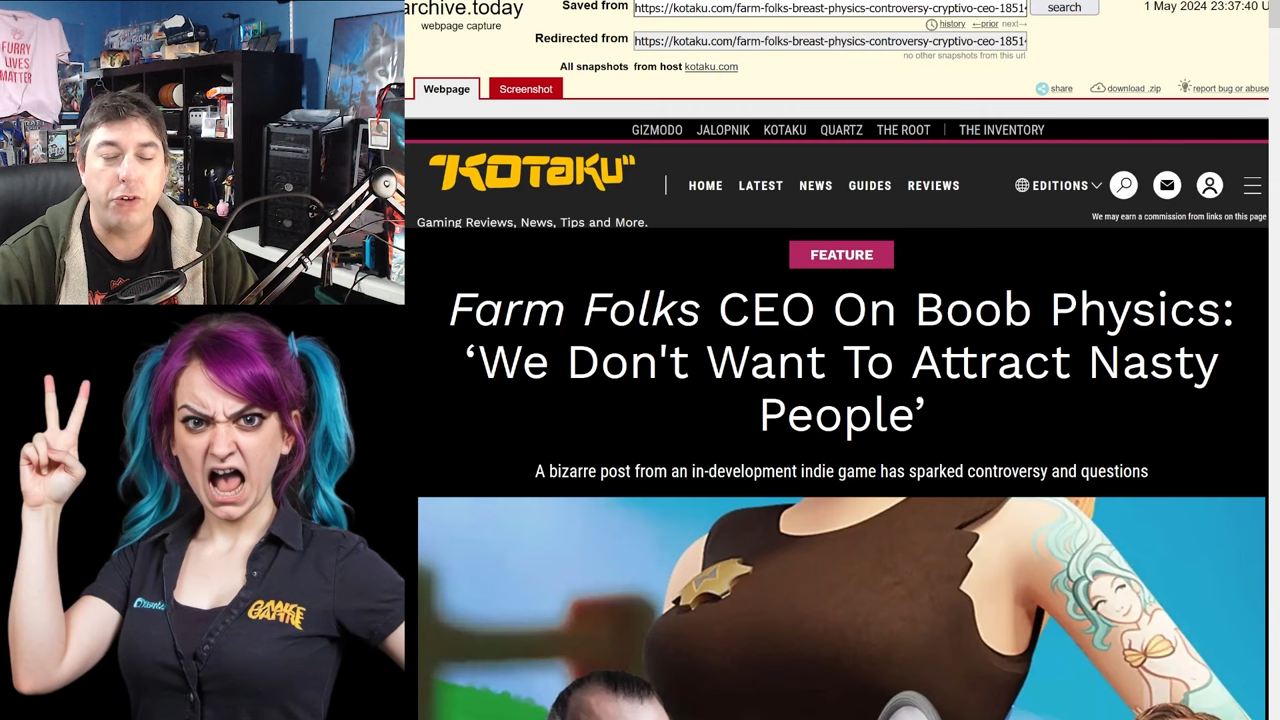 FURRY
LIVES
MATTER
GLORY
archive.today
webpage capture
Saved from
https://kotaku.com/farm-folks-breast-physics-controversy-cryptivo-ceo-1851
search
1 May 2024 23:37:40 U
history ←prior next→
Redirected from
https://kotaku.com/farm-folks-breast-physics-controversy-cryptivo-ceo-1851
no other snapshots from this url
All snapshots from host kotaku.com
Webpage Screenshot
share download .zip report bug or abuse
GIZMODO JALOPNIK KOTAKU QUARTZ THE ROOT | THE INVENTORY
"KOTaKU"
HOME LATEST NEWS GUIDES REVIEWS
EDITIONS
We may earn a commission from links on this page
Gaming Reviews, News, Tips and More.
FEATURE
Farm Folks CEO On Boob Physics:
‘We Don't Want To Attract Nasty
People’
A bizarre post from an in-development indie game has sparked controversy and questions